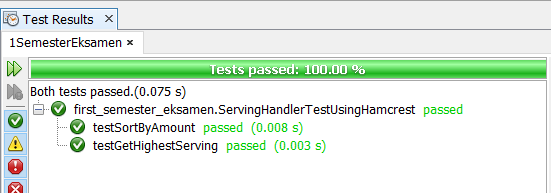 Test Results
1SemesterEksamen
Tests passed: 100.00 %
Both tests passed.(0.075 s)
first_semester_eksamen.ServingHandlerTestUsingHamcrest passed
testSortByAmount passed (0.008 s)
testGetHighestServing passed (0.003 s)